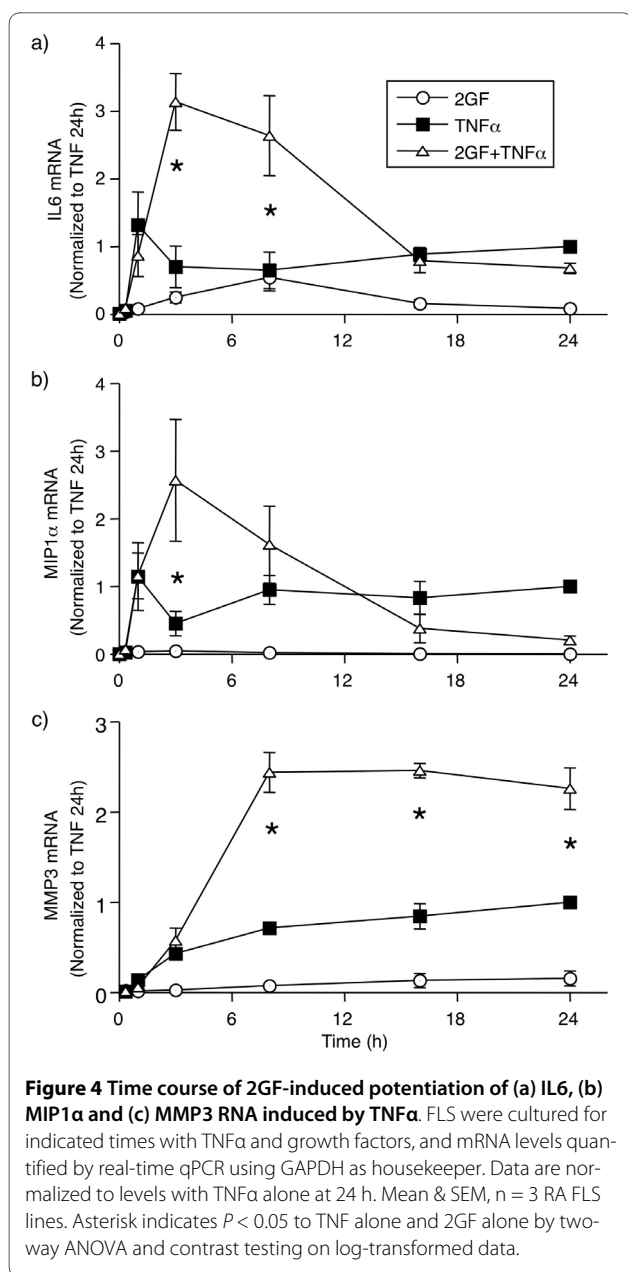 a)
4
3
2
1
0
IL6 mRNA
(Normalized to TNF 24h)
2GF
TNFα
2GF+TNFα
*
*
0 6 12 18 24
b)
4
3
2
1
0
MIP1α mRNA
(Normalized to TNF 24h)
*
0 6 12 18 24
c)
3
2
1
0
MMP3 mRNA
(Normalized to TNF 24h)
*
*
*
0 6 12 18 24
Time (h)
Figure 4 Time course of 2GF-induced potentiation of (a) IL6, (b)
MIP1α and (c) MMP3 RNA induced by TNFα. FLS were cultured for
indicated times with TNFα and growth factors, and mRNA levels quan-
tified by real-time qPCR using GAPDH as housekeeper. Data are nor-
malized to levels with TNFα alone at 24 h. Mean & SEM, n = 3 RA FLS
lines. Asterisk indicates P < 0.05 to TNF alone and 2GF alone by two-
way ANOVA and contrast testing on log-transformed data.